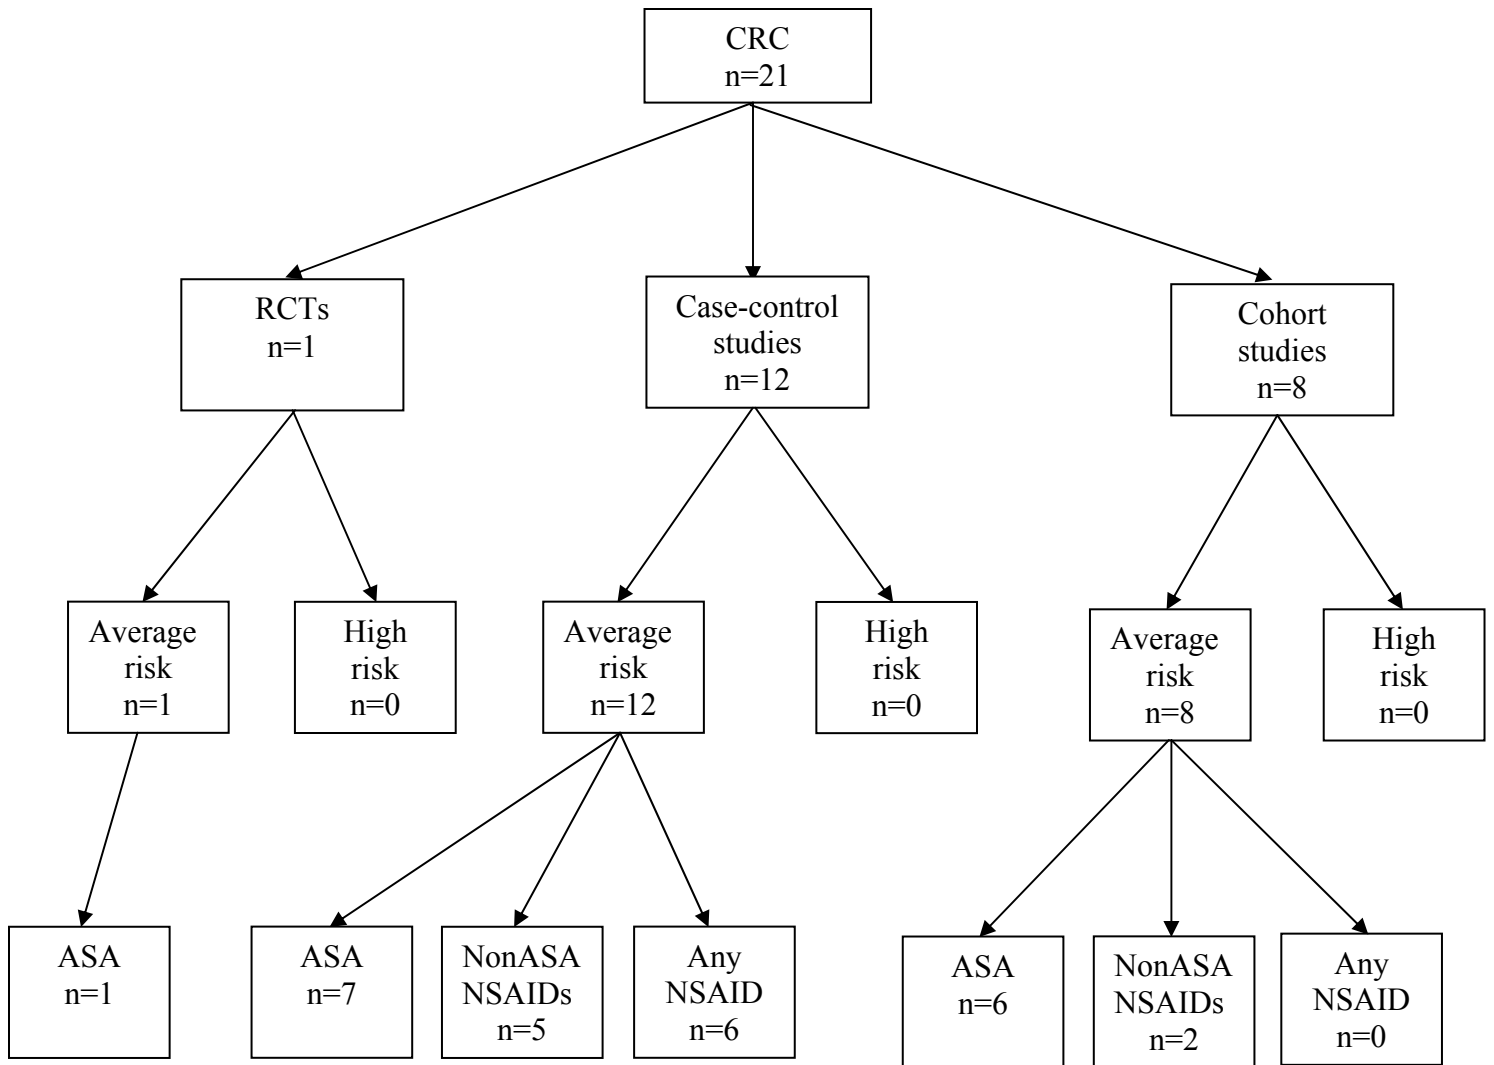 CRC
n=21
RCTs
n=1
Case-control
studies
n=12
Cohort
studies
n=8
Average
risk
n=1
High
risk
n=0
Average
risk
n=12
High
risk
n=0
Average
risk
n=8
High
risk
n=0
ASA
n=1
ASA
n=7
NonASA
NSAIDs
n=5
Any
NSAID
n=6
ASA
n=6
NonASA
NSAIDs
n=2
Any
NSAID
n=0